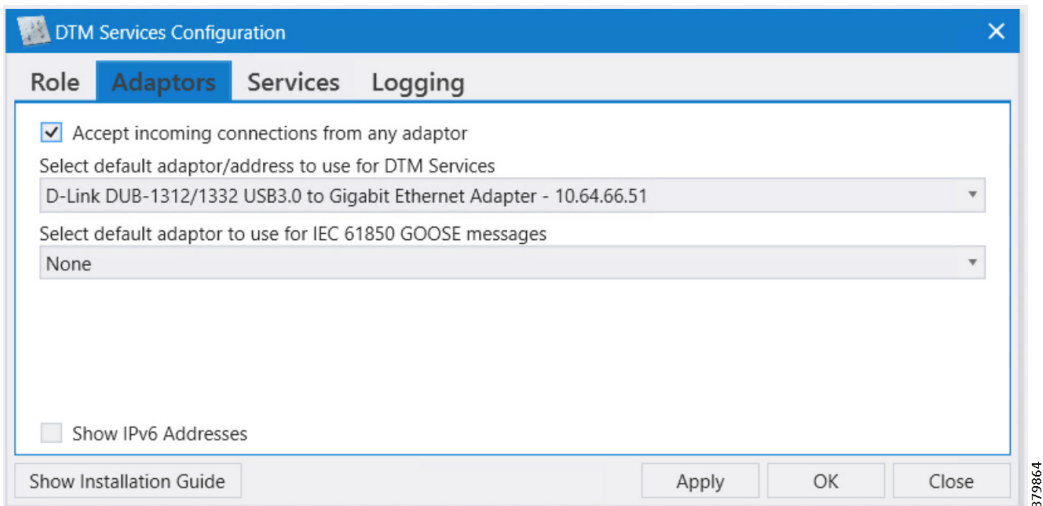 DTM Services Configuration
Role Adaptors Services Logging
Accept incoming connections from any adaptor
Select default adaptor/address to use for DTM Services
D-Link DUB-1312/1332 USB3.0 to Gigabit Ethernet Adapter - 10.64.66.51
Select default adaptor to use for IEC 61850 GOOSE messages
None
Show IPv6 Addresses
Show Installation Guide Apply OK Close
379864